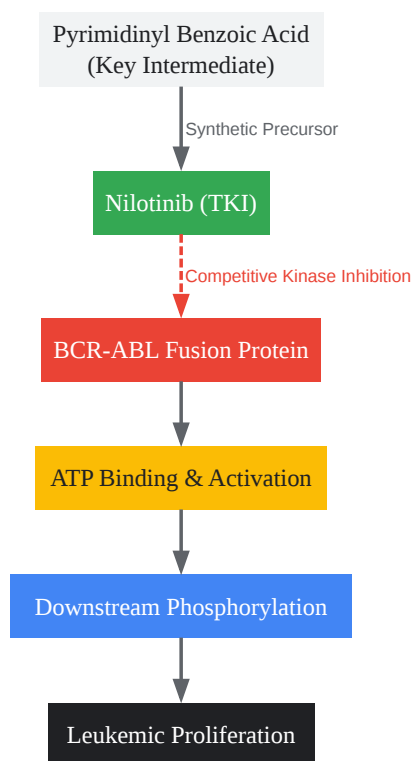 Pyrimidinyl Benzoic Acid
(Key Intermediate)
Synthetic Precursor
Nilotinib (TKI)
Competitive Kinase Inhibition
BCR-ABL Fusion Protein
ATP Binding & Activation
Downstream Phosphorylation
Leukemic Proliferation